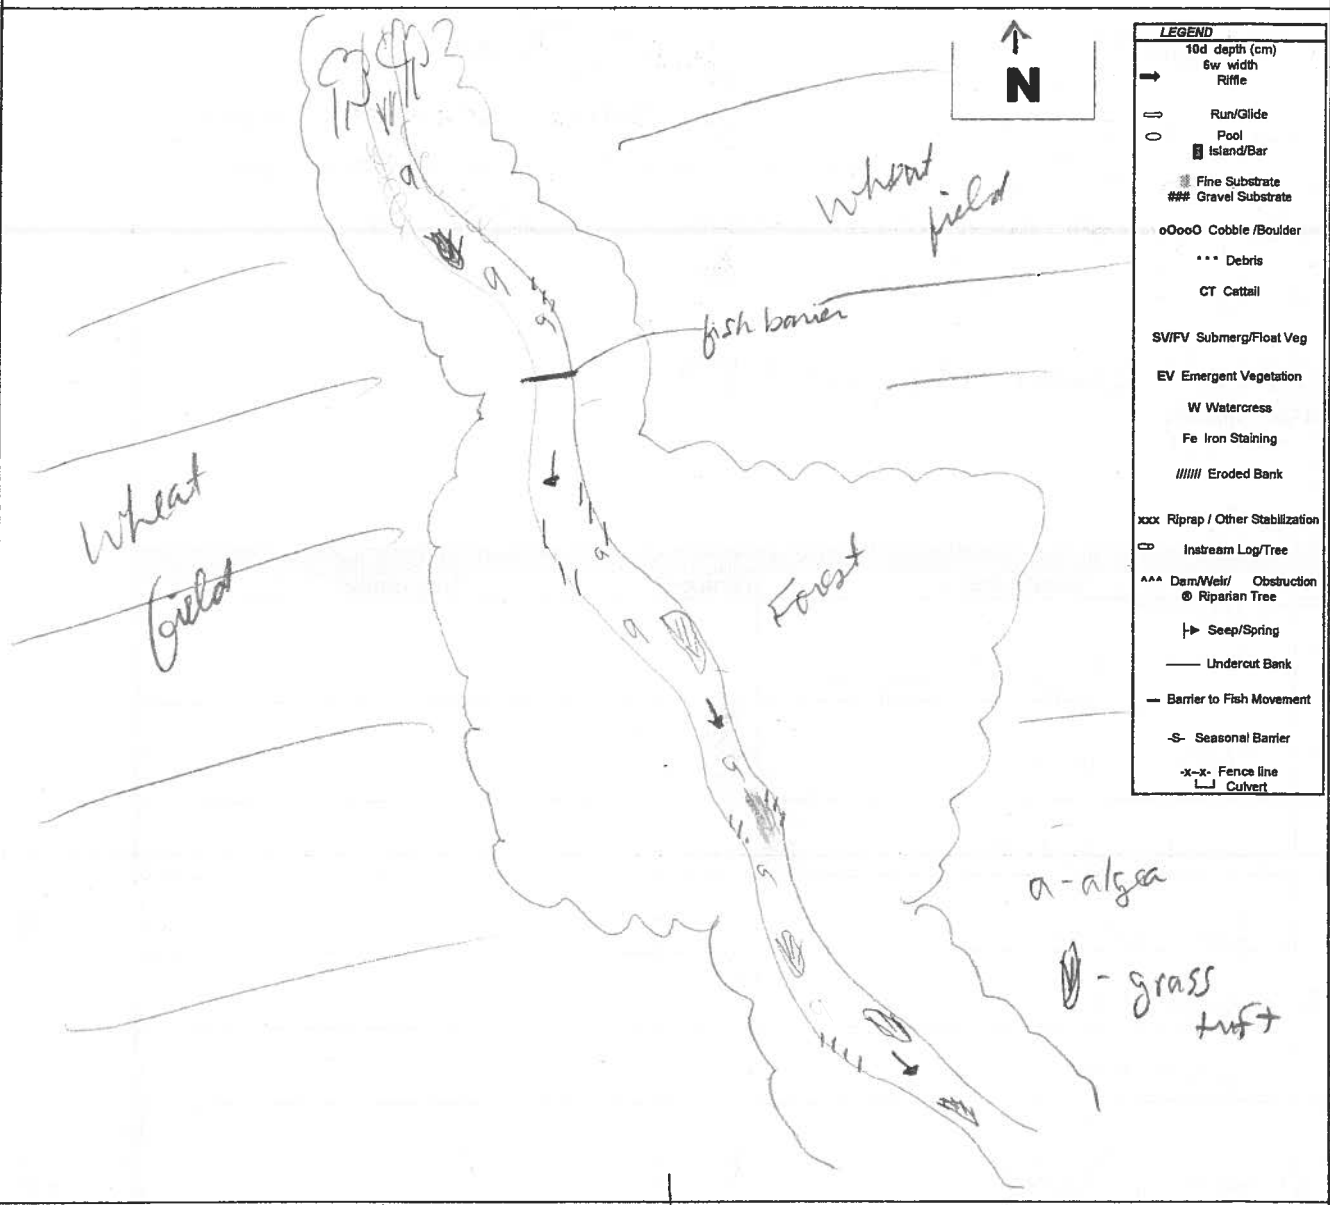 N
LEGEND
10d depth (cm)
6w width
Riffle
Run/Glide
Pool
Island/Bar
Fine Substrate
### Gravel Substrate
oOooO Cobble /Boulder
*** Debris
CT Cattail
SV/FV Submerg/Float Veg
EV Emergent Vegetation
W Watercress
Fe Iron Staining
/////// Eroded Bank
xxx Riprap / Other Stabilization
Instream Log/Tree
^^^ Dam/Weir/ Obstruction
® Riparian Tree
Seep/Spring
Undercut Bank
Barrier to Fish Movement
-S- Seasonal Barrier
-x--x- Fence line
Culvert
Wheat
field
a
a
a
fish barrier
Wheat
field
Forest
a
a
a
a
a - algea
- grass
tuft